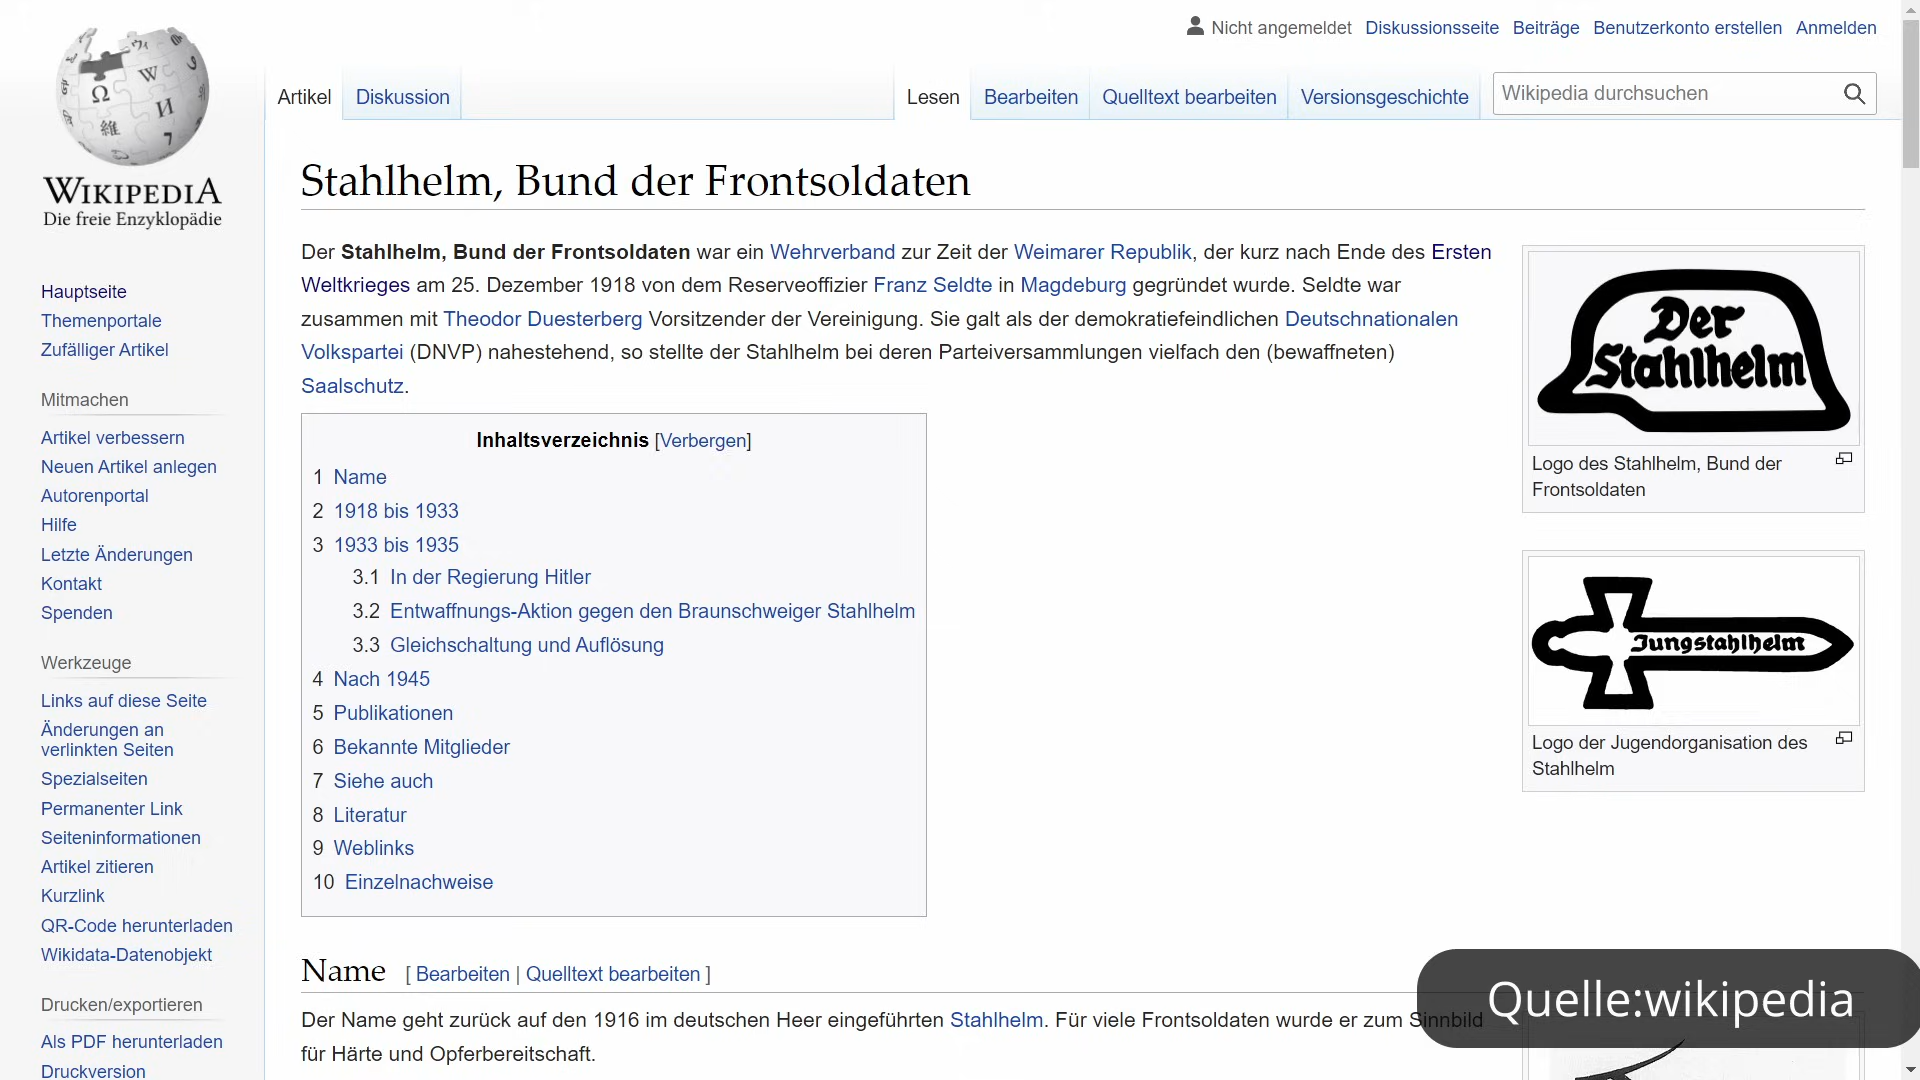 Nicht angemeldet Diskussionsseite Beiträge Benutzerkonto erstellen Anmelden
Artikel Diskussion Lesen Bearbeiten Quelltext bearbeiten Versionsgeschichte Wikipedia durchsuchen
WIKIPEDIA
Die freie Enzyklopädie
Hauptseite
Themenportale
Zufälliger Artikel
Mitmachen
Artikel verbessern
Neuen Artikel anlegen
Autorenportal
Hilfe
Letzte Änderungen
Kontakt
Spenden
Werkzeuge
Links auf diese Seite
Änderungen an
verlinkten Seiten
Spezialseiten
Permanenter Link
Seiteninformationen
Artikel zitieren
Kurzlink
QR-Code herunterladen
Wikidata-Datenobjekt
Drucken/exportieren
Als PDF herunterladen
Druckversion
Stahlhelm, Bund der Frontsoldaten
Der Stahlhelm, Bund der Frontsoldaten war ein Wehrverband zur Zeit der Weimarer Republik, der kurz nach Ende des Ersten
Weltkrieges am 25. Dezember 1918 von dem Reserveoffizier Franz Seldte in Magdeburg gegründet wurde. Seldte war
zusammen mit Theodor Duesterberg Vorsitzender der Vereinigung. Sie galt als der demokratiefeindlichen Deutschnationalen
Volkspartei (DNVP) nahestehend, so stellte der Stahlhelm bei deren Parteiversammlungen vielfach den (bewaffneten)
Saalschutz.
Inhaltsverzeichnis [Verbergen]
1 Name
2 1918 bis 1933
3 1933 bis 1935
3.1 In der Regierung Hitler
3.2 Entwaffnungs-Aktion gegen den Braunschweiger Stahlhelm
3.3 Gleichschaltung und Auflösung
4 Nach 1945
5 Publikationen
6 Bekannte Mitglieder
7 Siehe auch
8 Literatur
9 Weblinks
10 Einzelnachweise
Der
Stahlhelm
Logo des Stahlhelm, Bund der
Frontsoldaten
Jungstahlhelm
Logo der Jugendorganisation des
Stahlhelm
Name [ Bearbeiten | Quelltext bearbeiten ]
Der Name geht zurück auf den 1916 im deutschen Heer eingeführten Stahlhelm. Für viele Frontsoldaten wurde er zum Sinnbild
für Härte und Opferbereitschaft.
Quelle:wikipedia